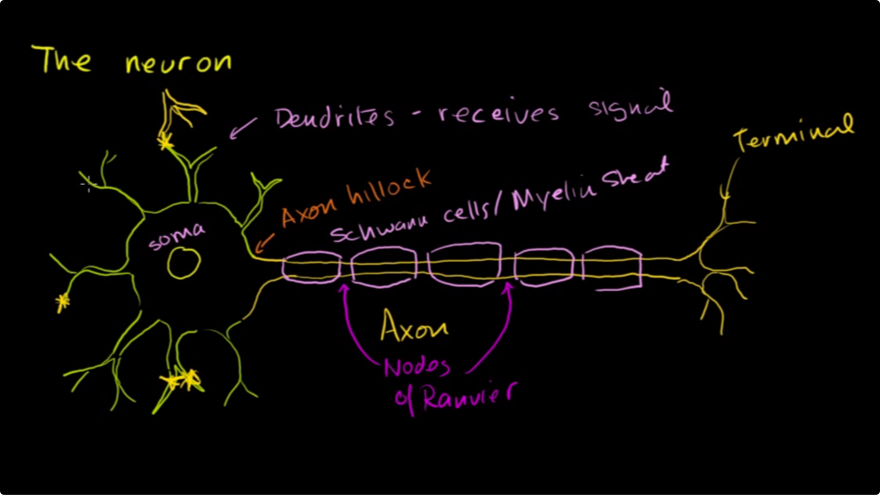 The neuron
Dendrites - receives signal
Terminal
Axon hillock
Schwann cells/Myelin Sheat
soma
Axon
Nodes
of Ranvier